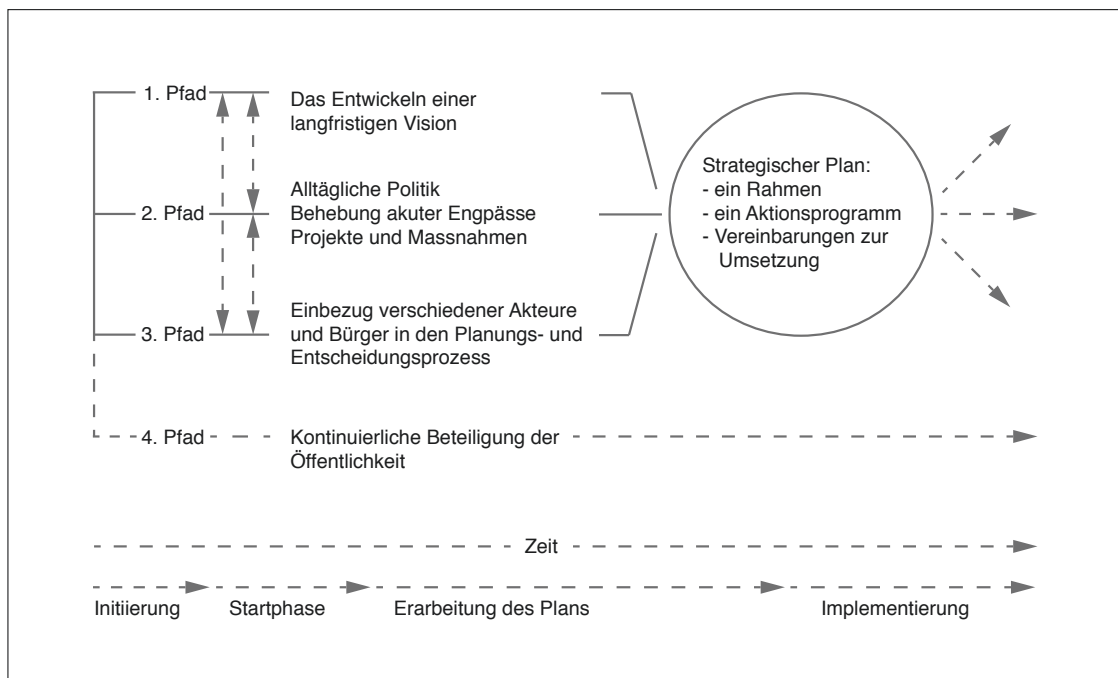 1. Pfad
Das Entwickeln einer
langfristigen Vision
2. Pfad
Alltägliche Politik
Behebung akuter Engpässe
Projekte und Massnahmen
3. Pfad
Einbezug verschiedener Akteure
und Bürger in den Planungs- und
Entscheidungsprozess
Strategischer Plan:
- ein Rahmen
- ein Aktionsprogramm
- Vereinbarungen zur
Umsetzung
4. Pfad
Kontinuierliche Beteiligung der
Öffentlichkeit
Zeit
Initiierung Startphase Erarbeitung des Plans Implementierung